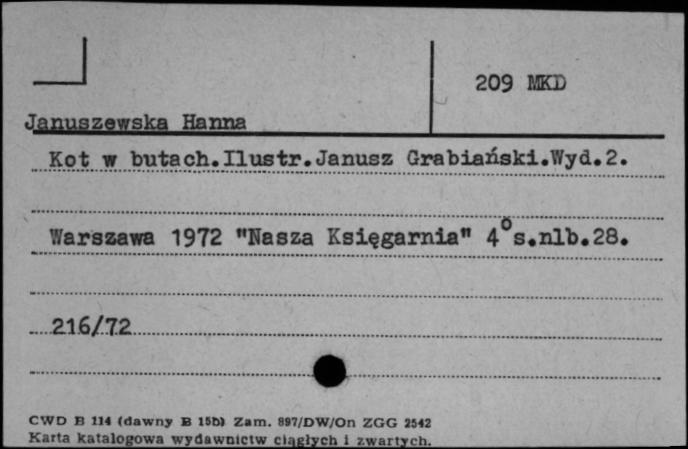 209 MKD
Januszewska Hanna
Kot w butach.Ilustr.Janusz Grabiański.Wyd.2.
Warszawa 1972 "Nasza Księgarnia" 4° s.nlb.28.
216/72
CWD B 114 (dawny B 15b) Zam. 897/DW/On ZGG 2542
Karta katalogowa wydawnictw ciągłych i zwartych.